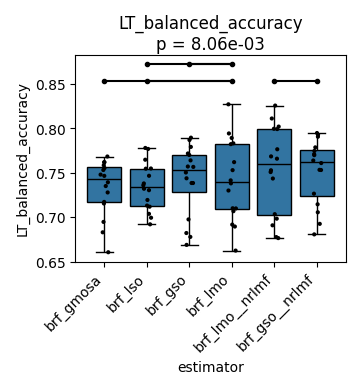 LT_balanced_accuracy
p = 8.06e-03
LT_balanced_accuracy
0.85
0.80
0.75
0.70
0.65
brf_gmosa
brf_lso
brf_gso
brf_lmo
brf_lmo__nrlmf
brf_gso__nrlmf
estimator